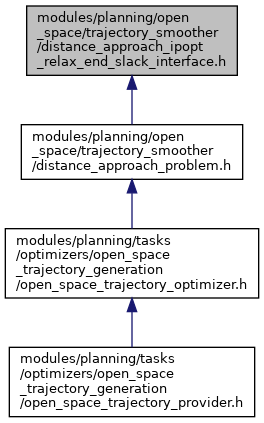 modules/planning/open
_space/trajectory_smoother
/distance_approach_ipopt
_relax_end_slack_interface.h
modules/planning/open
_space/trajectory_smoother
/distance_approach_problem.h
modules/planning/tasks
/optimizers/open_space
_trajectory_generation
/open_space_trajectory_optimizer.h
modules/planning/tasks
/optimizers/open_space
_trajectory_generation
/open_space_trajectory_provider.h